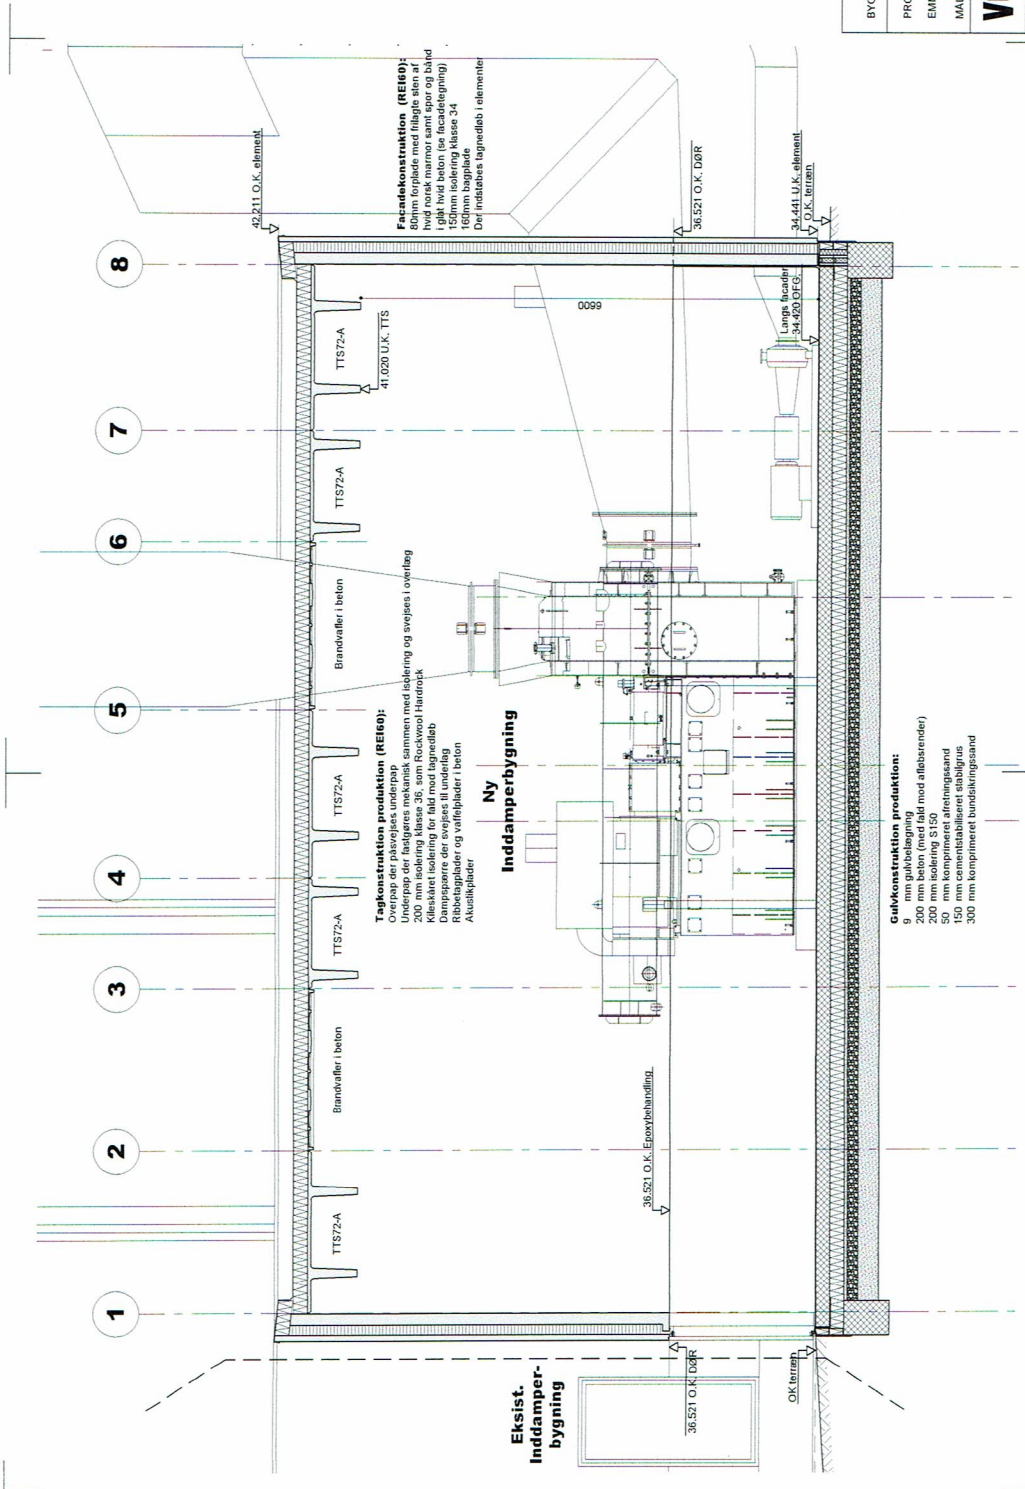 1
2
3
4
5
6
7
8
42.211 O.K. element
Facadekonstruktion (REI60):
80mm forplade med frilagte sten af
hvid norsk marmor samt spor og bånd
i glat hvid beton (se facadetegning)
150mm isolering klasse 34
160mm bagplade
Der indstøbes tagnedløb i elementer
TTS72-A
Brandvafler i beton
TTS72-A
TTS72-A
Brandvafler i beton
TTS72-A
TTS72-A
41.020 U.K. TTS
6600
Tagkonstruktion produktion (REI60):
Overpap der påsvejses underpap
Underpap der fastgøres mekanisk sammen med isolering og svejses i overlæg
200 mm isolering klasse 36, som Rockwool Hardrock
Kileskåret isolering for fald mod tagnedløb
Dampspærre der svejses til underlag
Ribbetagplader og vaffelplader i beton
Akustikplader
Ny
Inddamperbygning
Eksist.
Inddamper-
bygning
36.521 O.K. Epoxybehandling
36.521 O.K. DØR
36.521 O.K. DØR
OK terræn
Langs facader
34.420 OFG.
34.441 U.K. element
O.K. terræn
Gulvkonstruktion produktion:
9 mm gulvbelægning
200 mm beton (med fald mod afløbsrender)
200 mm isolering S150
50 mm komprimeret afretningssand
150 mm cementstabiliseret stabilgrus
300 mm komprimeret bundsikringssand